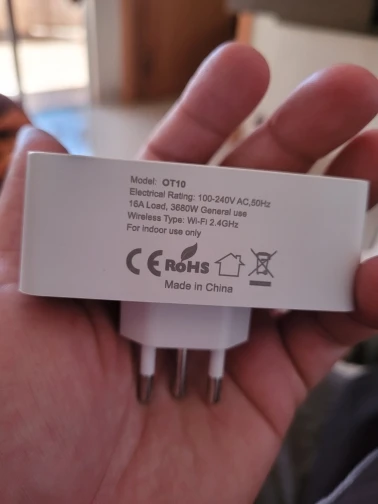 Model: OT10
Electrical Rating: 100-240V AC,50Hz
16A Load, 3680W General use
Wireless Type: Wi-Fi 2.4GHz
For indoor use only
CE RoHS
Made in China